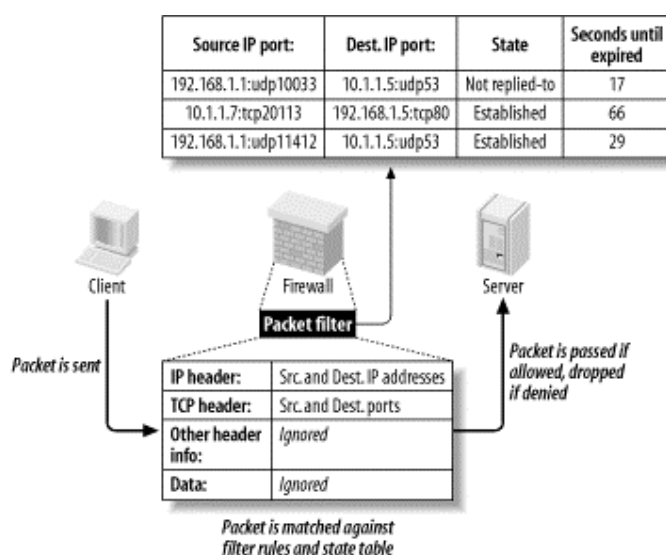 Source IP port: Dest. IP port: State Seconds until expired
192.168.1.1:udp10033 10.1.1.5:udp53 Not replied-to 17
10.1.1.7:tcp20113 192.168.1.5:tcp80 Established 66
192.168.1.1:udp11412 10.1.1.5:udp53 Established 29
Client
Firewall
Server
Packet filter
Packet is sent
Packet is passed if
allowed, dropped
if denied
IP header: Src. and Dest. IP addresses
TCP header: Src. and Dest. ports
Other header info: Ignored
Data: Ignored
Packet is matched against
filter rules and state table